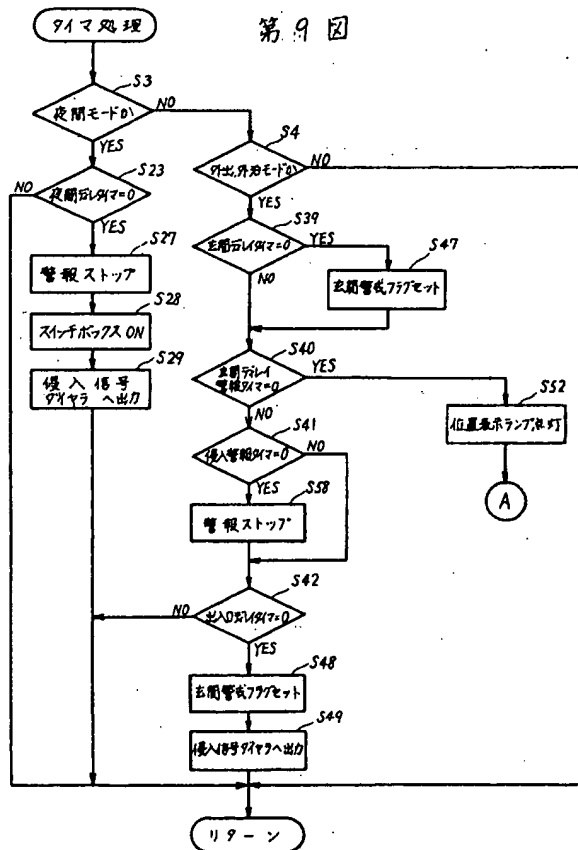 第9図
タイマ処理
S3
夜間モードか
NO
YES
S23
夜間ディレイタイマ=0
NO
YES
S27
警報ストップ
S28
スイッチボックスON
S29
侵入信号
ダイヤラへ出力
S4
外出,外泊モードか
NO
YES
S39
玄関ディレイタイマ=0
YES
NO
S47
玄関警戒フラグセット
S40
玄関ディレイ
警報タイマ=0
YES
NO
S52
位置表示ランプ点灯
A
S41
侵入警報タイマ=0
NO
YES
S58
警報ストップ
S42
出入口ディレイタイマ=0
NO
YES
S48
玄関警戒フラグセット
S49
侵入信号ダイヤラへ出力
リターン